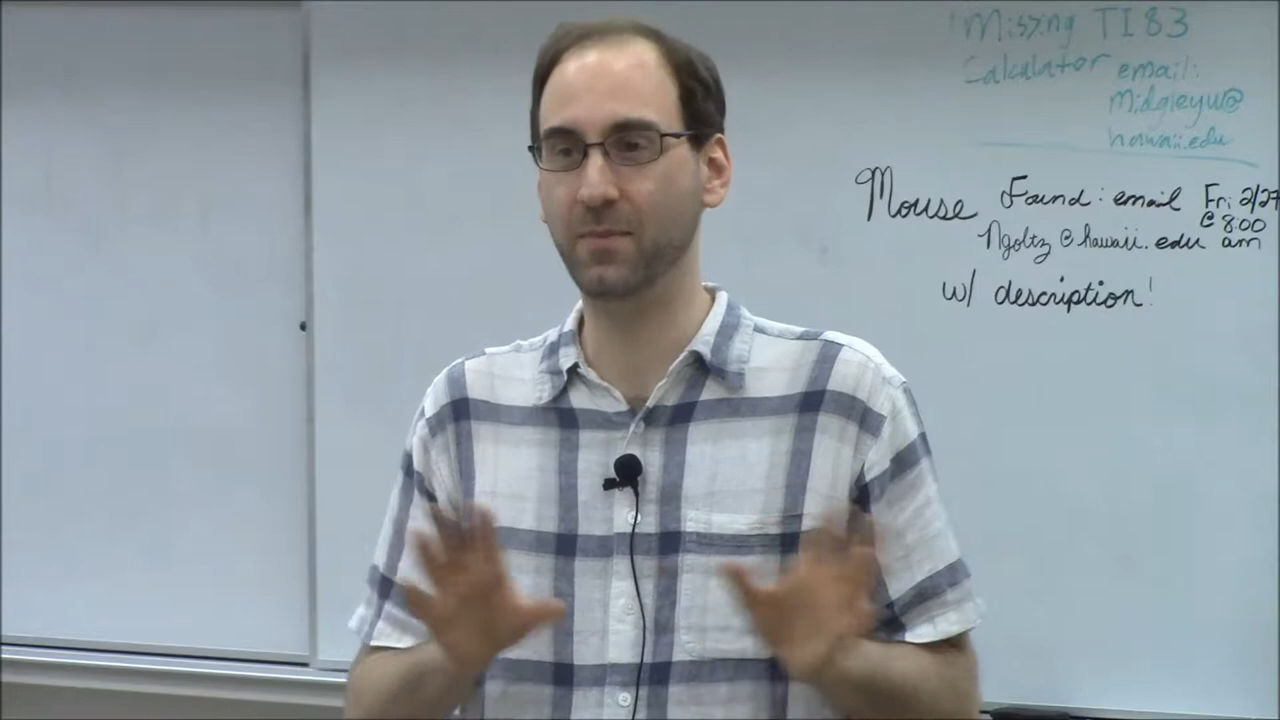 Missing TI83
Calculator email:
Midgleyw@
hawaii.edu
Mouse Found: email Fri 2/27
@ 8:00
Ngoltz@hawaii.edu am
w/ description!